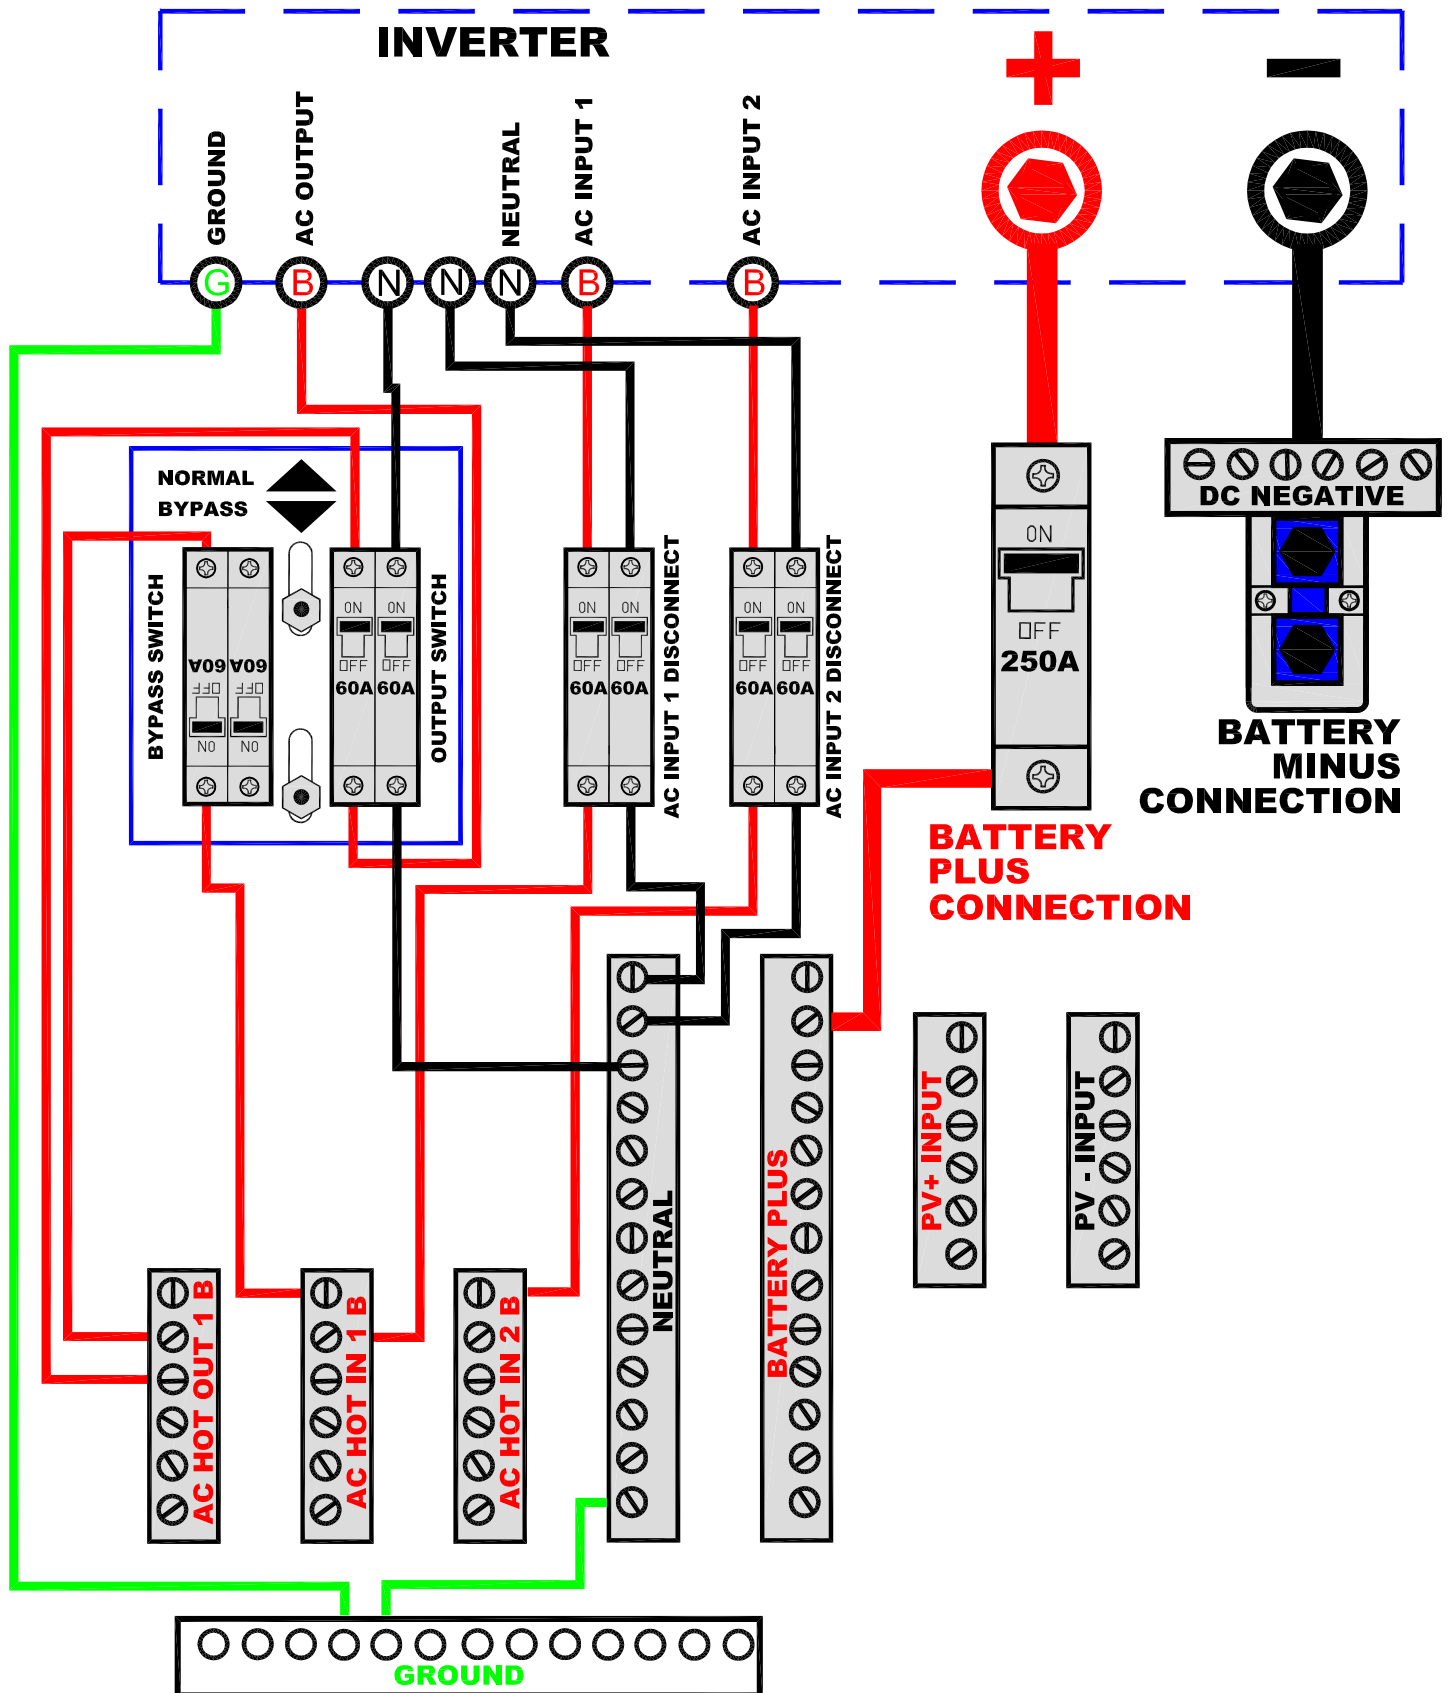 INVERTER
+
−
GROUND
AC OUTPUT
NEUTRAL
AC INPUT 1
AC INPUT 2
G
B
N
N
N
B
B
NORMAL
BYPASS
BYPASS SWITCH
60A
60A
OFF
OFF
ON
ON
ON
ON
OFF
OFF
60A
60A
OUTPUT SWITCH
ON
ON
OFF
OFF
60A
60A
AC INPUT 1 DISCONNECT
ON
ON
OFF
OFF
60A
60A
AC INPUT 2 DISCONNECT
ON
OFF
250A
DC NEGATIVE
BATTERY
MINUS
CONNECTION
BATTERY
PLUS
CONNECTION
AC HOT OUT 1 B
AC HOT IN 1 B
AC HOT IN 2 B
NEUTRAL
BATTERY PLUS
PV+ INPUT
PV - INPUT
GROUND